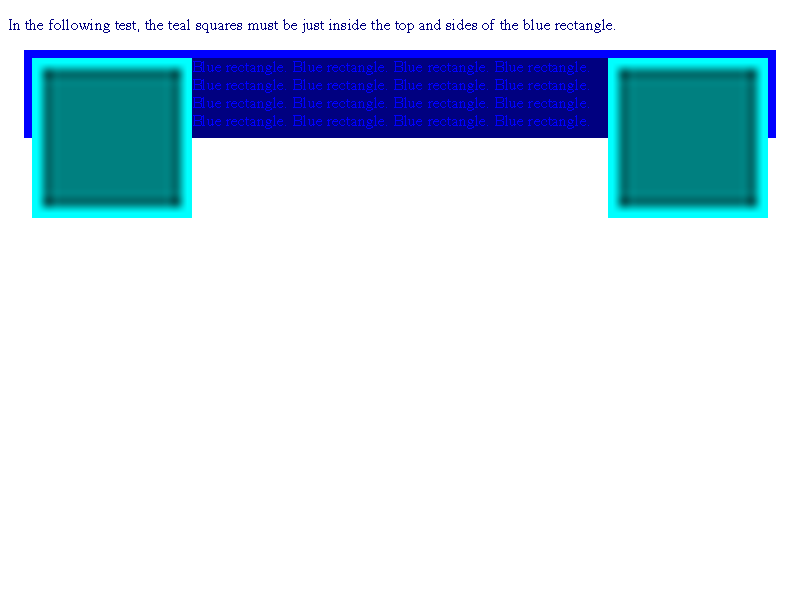 In the following test, the teal squares must be just inside the top and sides of the blue rectangle.
Blue rectangle. Blue rectangle. Blue rectangle. Blue rectangle.
Blue rectangle. Blue rectangle. Blue rectangle. Blue rectangle.
Blue rectangle. Blue rectangle. Blue rectangle. Blue rectangle.
Blue rectangle. Blue rectangle. Blue rectangle. Blue rectangle.